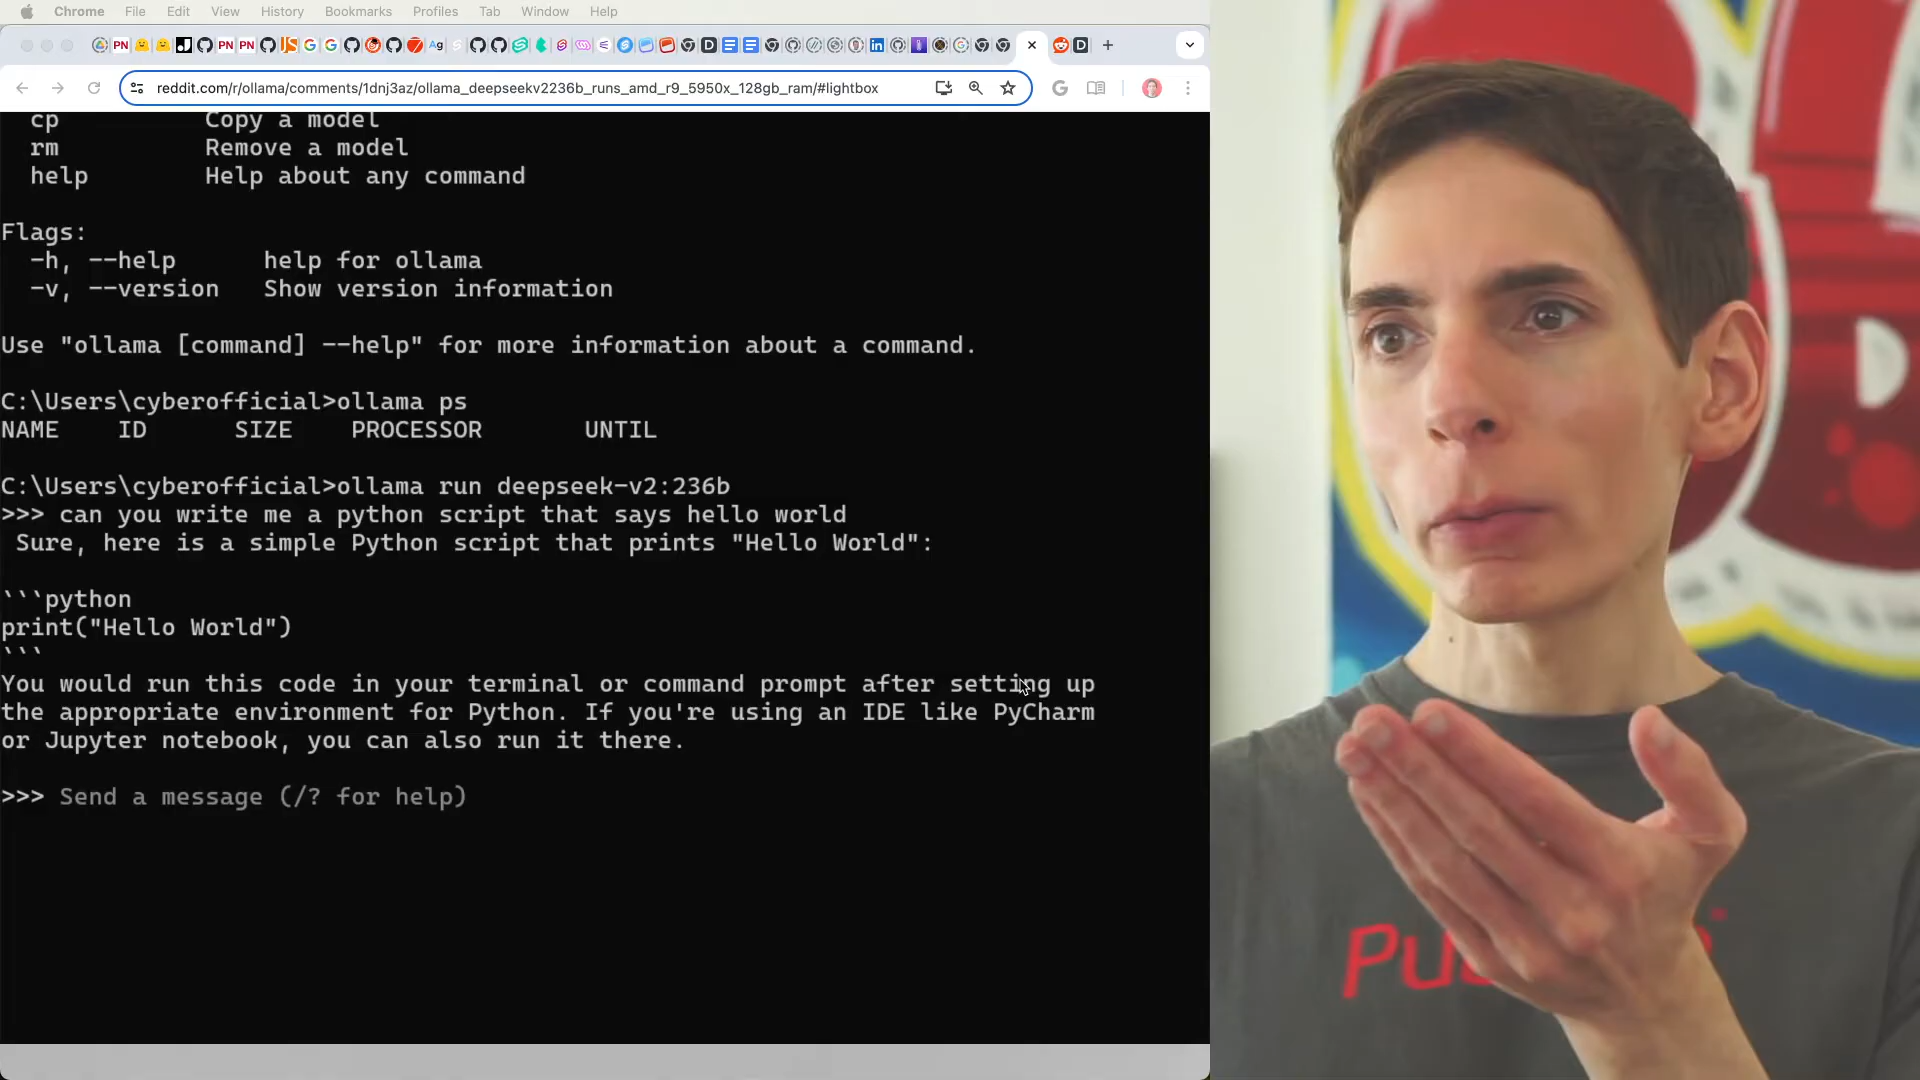 Chrome File Edit View History Bookmarks Profiles Tab Window Help
reddit.com/r/ollama/comments/1dnj3az/ollama_deepseekv2236b_runs_amd_r9_5950x_128gb_ram/#lightbox
cp Copy a model
rm Remove a model
help Help about any command
Flags:
-h, --help help for ollama
-v, --version Show version information
Use "ollama [command] --help" for more information about a command.
C:\Users\cyberofficial>ollama ps
NAME ID SIZE PROCESSOR UNTIL
C:\Users\cyberofficial>ollama run deepseek-v2:236b
>>> can you write me a python script that says hello world
Sure, here is a simple Python script that prints "Hello World":
```python
print("Hello World")
```
You would run this code in your terminal or command prompt after setting up
the appropriate environment for Python. If you're using an IDE like PyCharm
or Jupyter notebook, you can also run it there.
>>> Send a message (/? for help)